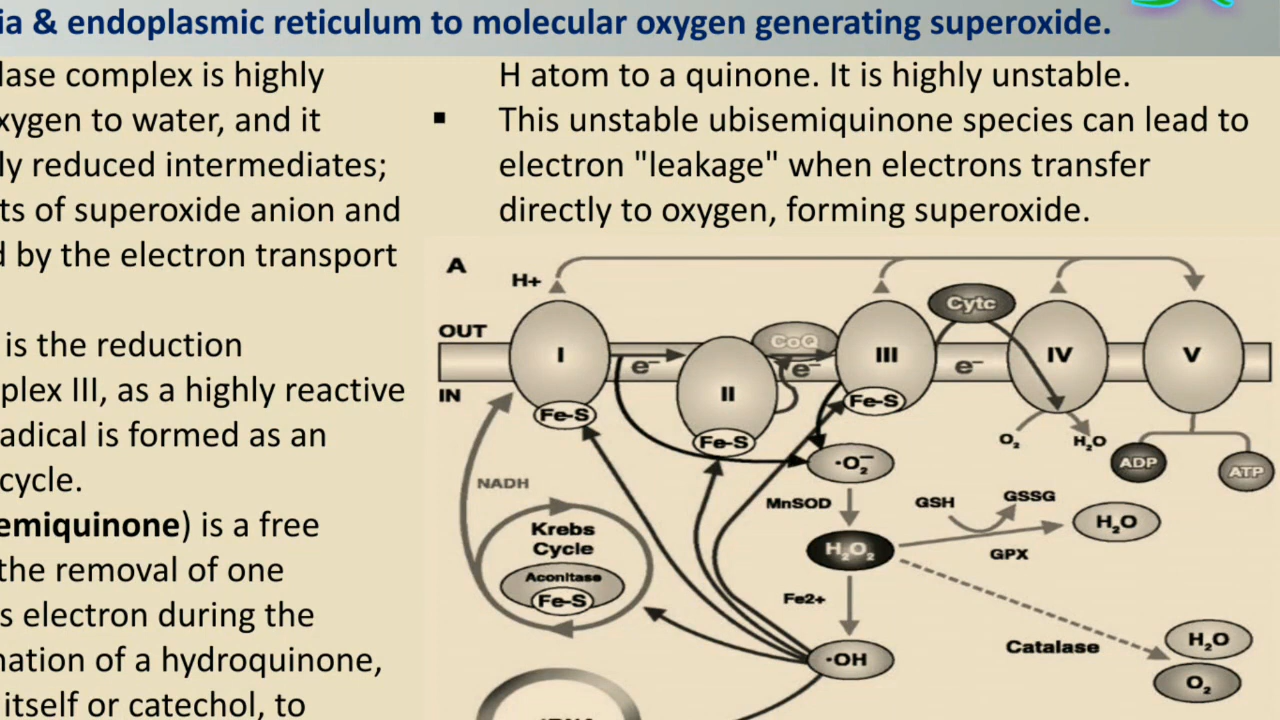 ia & endoplasmic reticulum to molecular oxygen generating superoxide.
lase complex is highly
xygen to water, and it
ly reduced intermediates;
ts of superoxide anion and
d by the electron transport
is the reduction
plex III, as a highly reactive
adical is formed as an
cycle.
emiquinone) is a free
the removal of one
s electron during the
nation of a hydroquinone,
itself or catechol, to
H atom to a quinone. It is highly unstable.
▪ This unstable ubisemiquinone species can lead to
electron "leakage" when electrons transfer
directly to oxygen, forming superoxide.
A
H+
OUT
IN
I
e⁻
II
CoQ
e⁻
III
Cytc
e⁻
IV
V
Fe-S
Fe-S
Fe-S
O₂
H₂O
ADP
ATP
NADH
·O₂⁻
MnSOD
GSH
GSSG
H₂O
GPX
H₂O₂
Krebs
Cycle
Aconitase
Fe-S
Fe2+
·OH
Catalase
H₂O
O₂